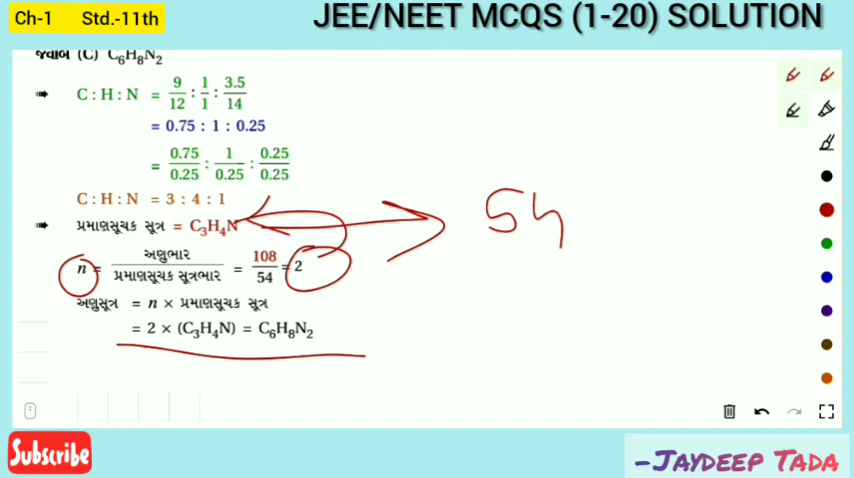 Ch-1 Std.-11th
JEE/NEET MCQS (1-20) SOLUTION
જવાબ (C) C₆H₈N₂
➠ C : H : N = 9/12 : 1/1 : 3.5/14
= 0.75 : 1 : 0.25
= 0.75/0.25 : 1/0.25 : 0.25/0.25
C : H : N = 3 : 4 : 1
➠ પ્રમાણસૂચક સૂત્ર = C₃H₄N
54
n = અણુભાર/પ્રમાણસૂચક સૂત્રભાર = 108/54 = 2
અણુસૂત્ર = n × પ્રમાણસૂચક સૂત્ર
= 2 × (C₃H₄N) = C₆H₈N₂
Subscribe
-JAYDEEP TADA